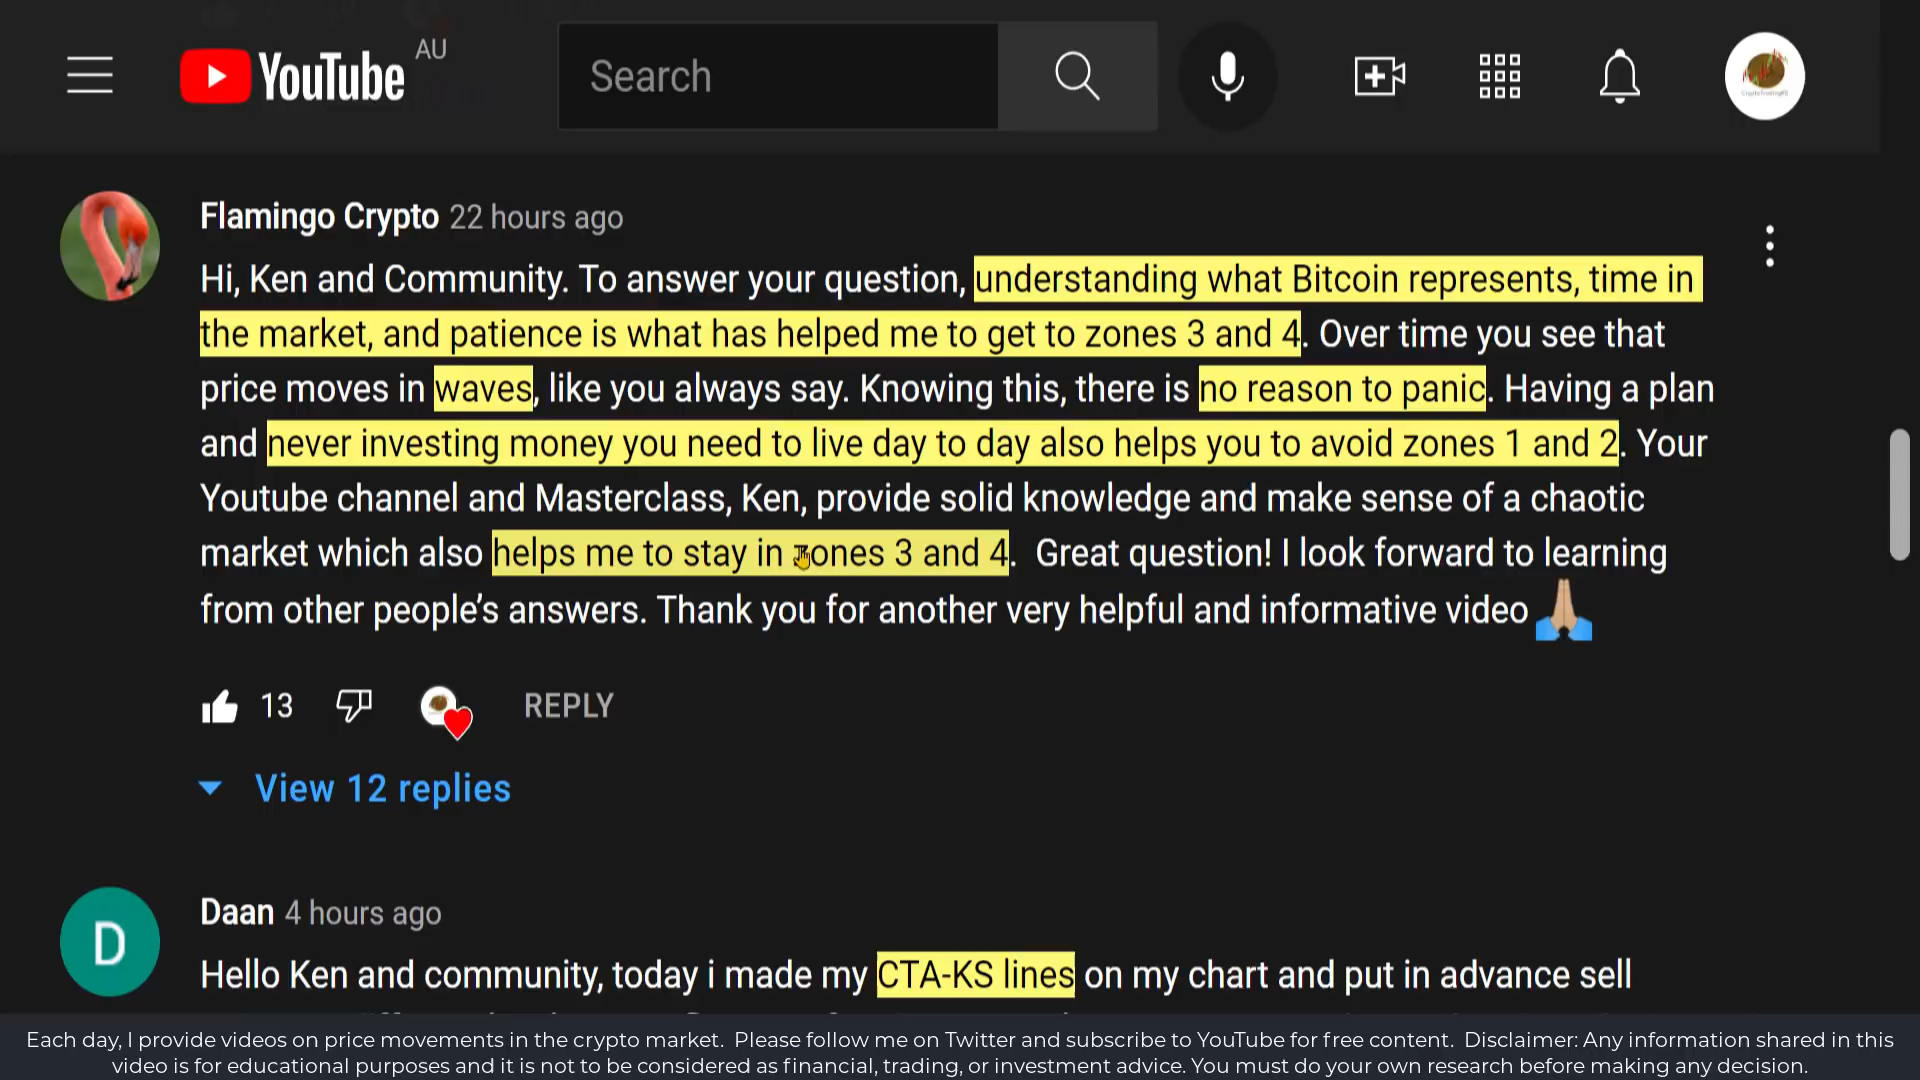 YouTube AU
Search
Flamingo Crypto 22 hours ago
Hi, Ken and Community. To answer your question, understanding what Bitcoin represents, time in
the market, and patience is what has helped me to get to zones 3 and 4. Over time you see that
price moves in waves, like you always say. Knowing this, there is no reason to panic. Having a plan
and never investing money you need to live day to day also helps you to avoid zones 1 and 2. Your
Youtube channel and Masterclass, Ken, provide solid knowledge and make sense of a chaotic
market which also helps me to stay in zones 3 and 4.  Great question! I look forward to learning
from other people’s answers. Thank you for another very helpful and informative video
13 REPLY
View 12 replies
D
Daan 4 hours ago
Hello Ken and community, today i made my CTA-KS lines on my chart and put in advance sell
Each day, I provide videos on price movements in the crypto market.  Please follow me on Twitter and subscribe to YouTube for free content.  Disclaimer: Any information shared in this
video is for educational purposes and it is not to be considered as financial, trading, or investment advice. You must do your own research before making any decision.